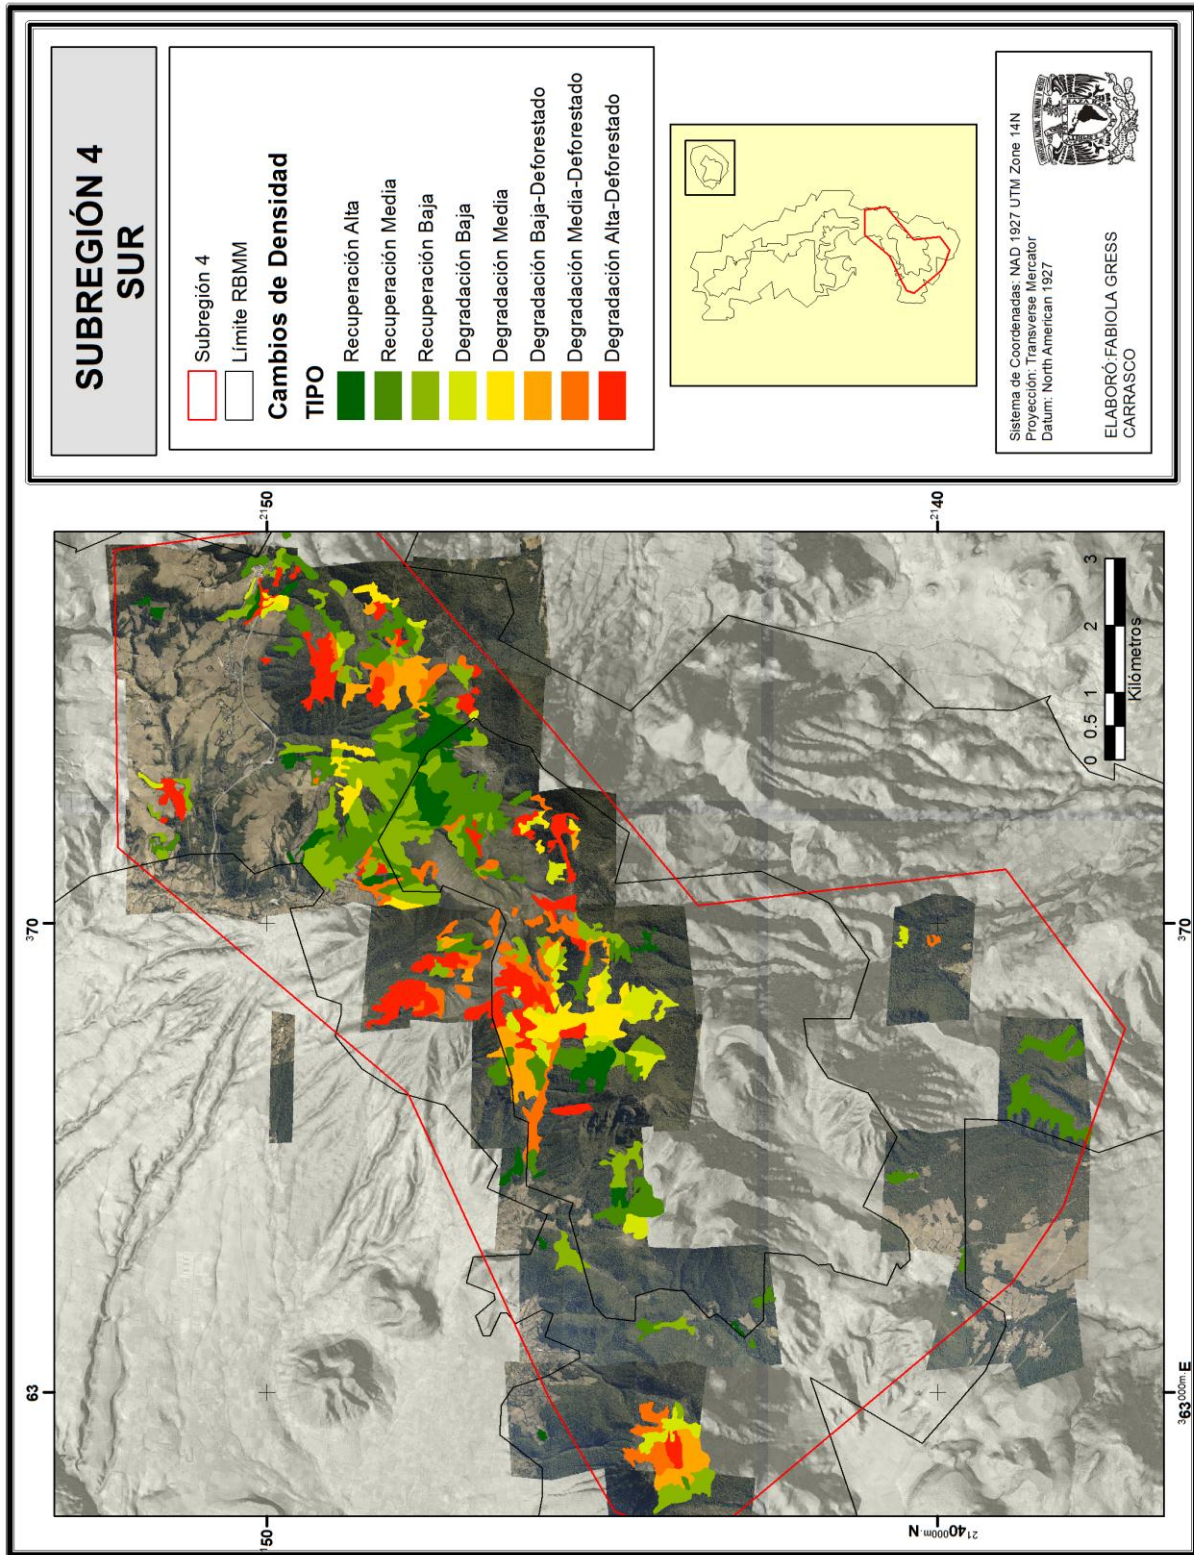 SUBREGIÓN 4
SUR
Subregión 4
Límite RBMM
Cambios de Densidad
TIPO
Recuperación Alta
Recuperación Media
Recuperación Baja
Degradación Baja
Degradación Media
Degradación Baja-Deforestado
Degradación Media-Deforestado
Degradación Alta-Deforestado
Sistema de Coordenadas: NAD 1927 UTM Zone 14N
Proyección: Transverse Mercator
Datum: North American 1927
ELABORÓ:FABIOLA GRESS
CARRASCO
63
370
2150
2140
150
2140000m.N
363000m.E
370
0 0.5 1 2 3
Kilómetros